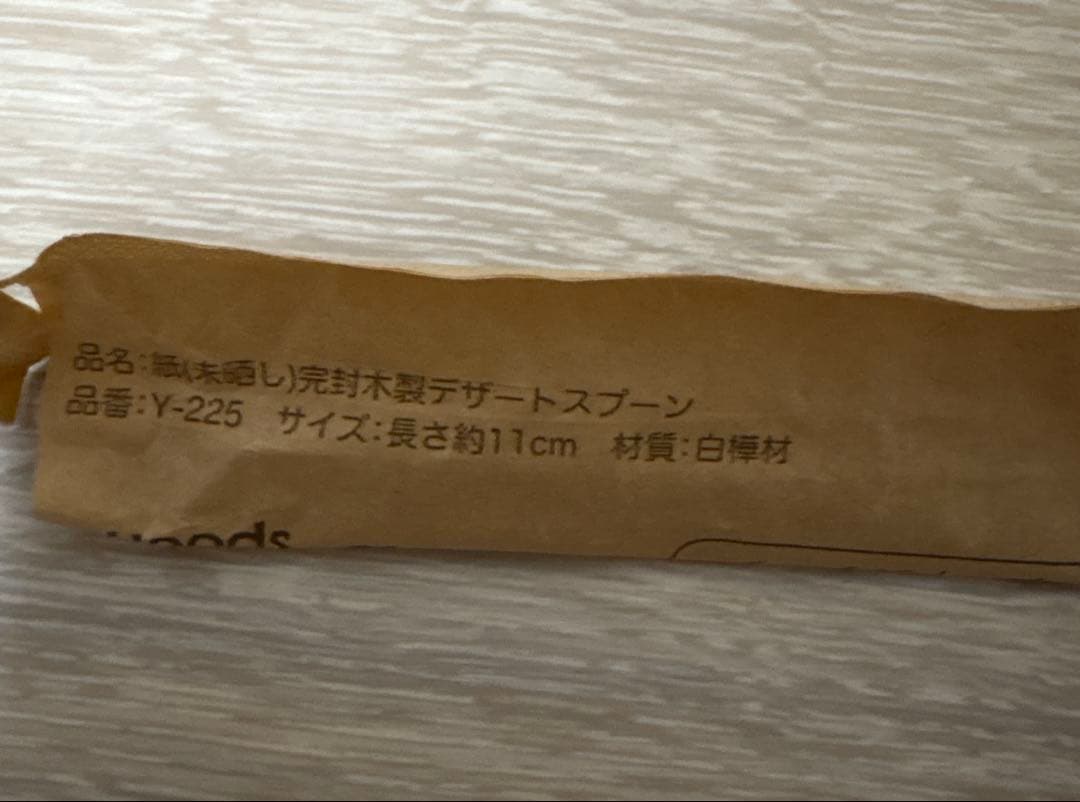 品名:紙(未晒し)完封木製デザートスプーン
品番:Y-225 サイズ:長さ約11cm 材質:白樺材